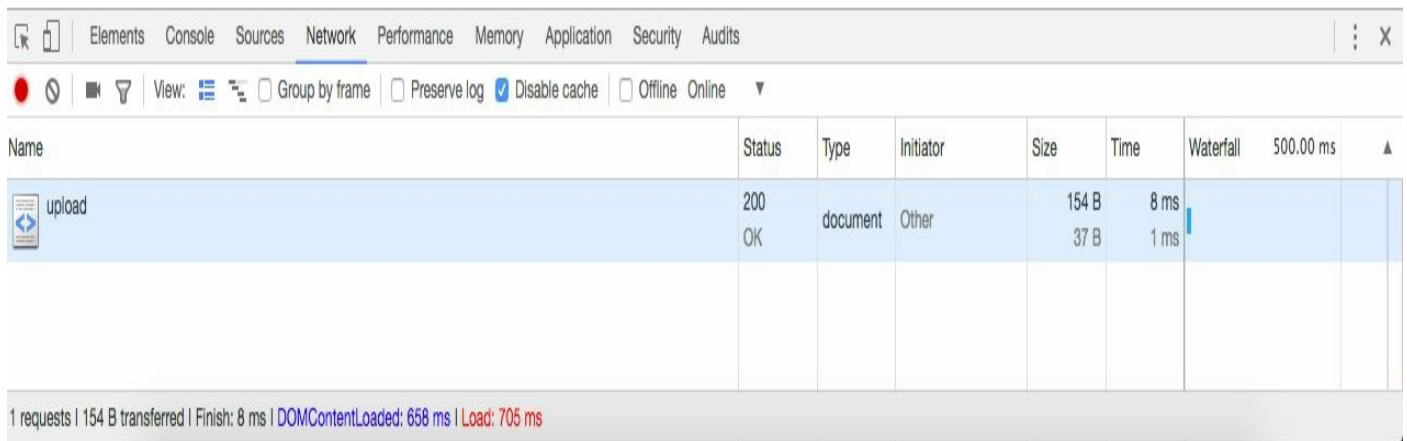 Elements Console Sources Network Performance Memory Application Security Audits
View: Group by frame Preserve log Disable cache Offline Online
Name Status Type Initiator Size Time Waterfall 500.00 ms
upload 200 document Other 154 B 8 ms
OK 37 B 1 ms
1 requests | 154 B transferred | Finish: 8 ms | DOMContentLoaded: 658 ms | Load: 705 ms